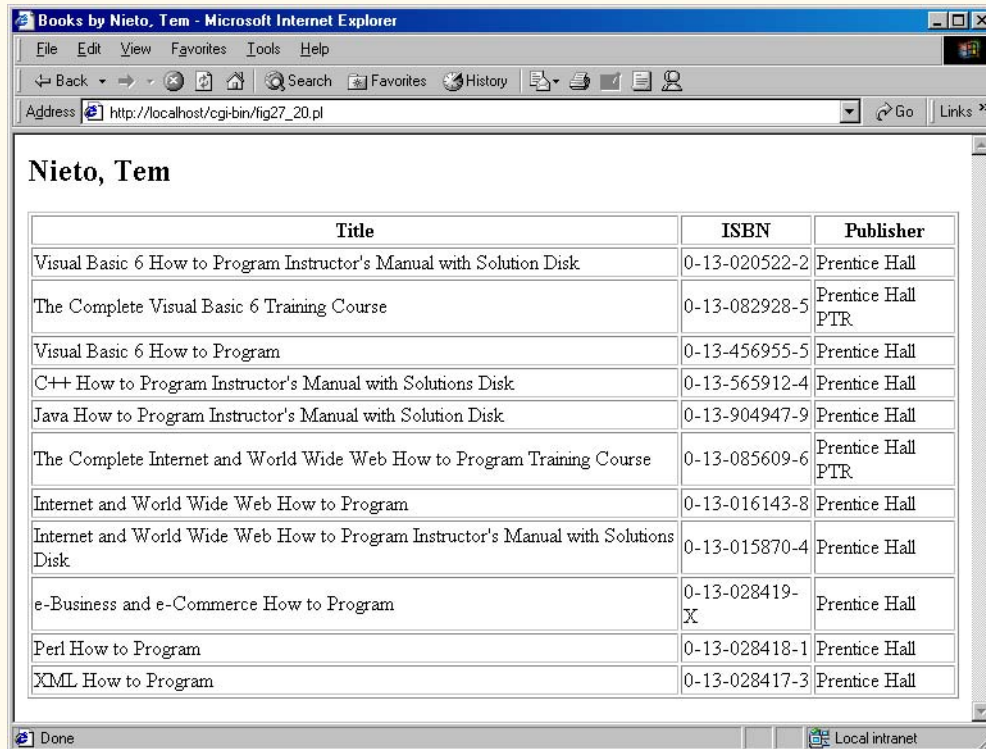 Books by Nieto, Tem - Microsoft Internet Explorer
File Edit View Favorites Tools Help
Back Search Favorites History
Address http://localhost/cgi-bin/fig27_20.pl Go Links »
Nieto, Tem
Title ISBN Publisher
Visual Basic 6 How to Program Instructor's Manual with Solution Disk 0-13-020522-2 Prentice Hall
The Complete Visual Basic 6 Training Course 0-13-082928-5 Prentice Hall
PTR
Visual Basic 6 How to Program 0-13-456955-5 Prentice Hall
C++ How to Program Instructor's Manual with Solutions Disk 0-13-565912-4 Prentice Hall
Java How to Program Instructor's Manual with Solution Disk 0-13-904947-9 Prentice Hall
The Complete Internet and World Wide Web How to Program Training Course 0-13-085609-6 Prentice Hall
PTR
Internet and World Wide Web How to Program 0-13-016143-8 Prentice Hall
Internet and World Wide Web How to Program Instructor's Manual with Solutions
Disk 0-13-015870-4 Prentice Hall
e-Business and e-Commerce How to Program 0-13-028419-
X Prentice Hall
Perl How to Program 0-13-028418-1 Prentice Hall
XML How to Program 0-13-028417-3 Prentice Hall
Done Local intranet